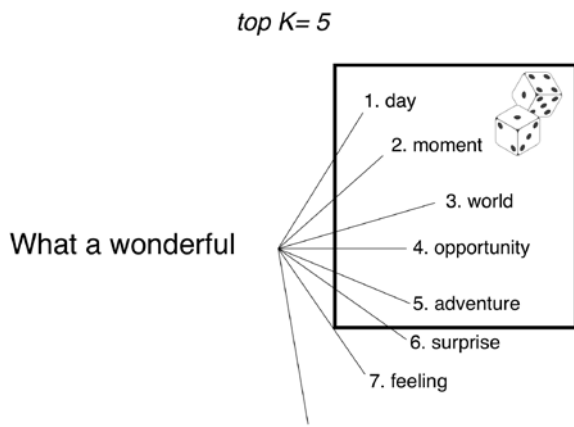 top K= 5
1. day
2. moment
3. world
What a wonderful
4. opportunity
5. adventure
6. surprise
7. feeling